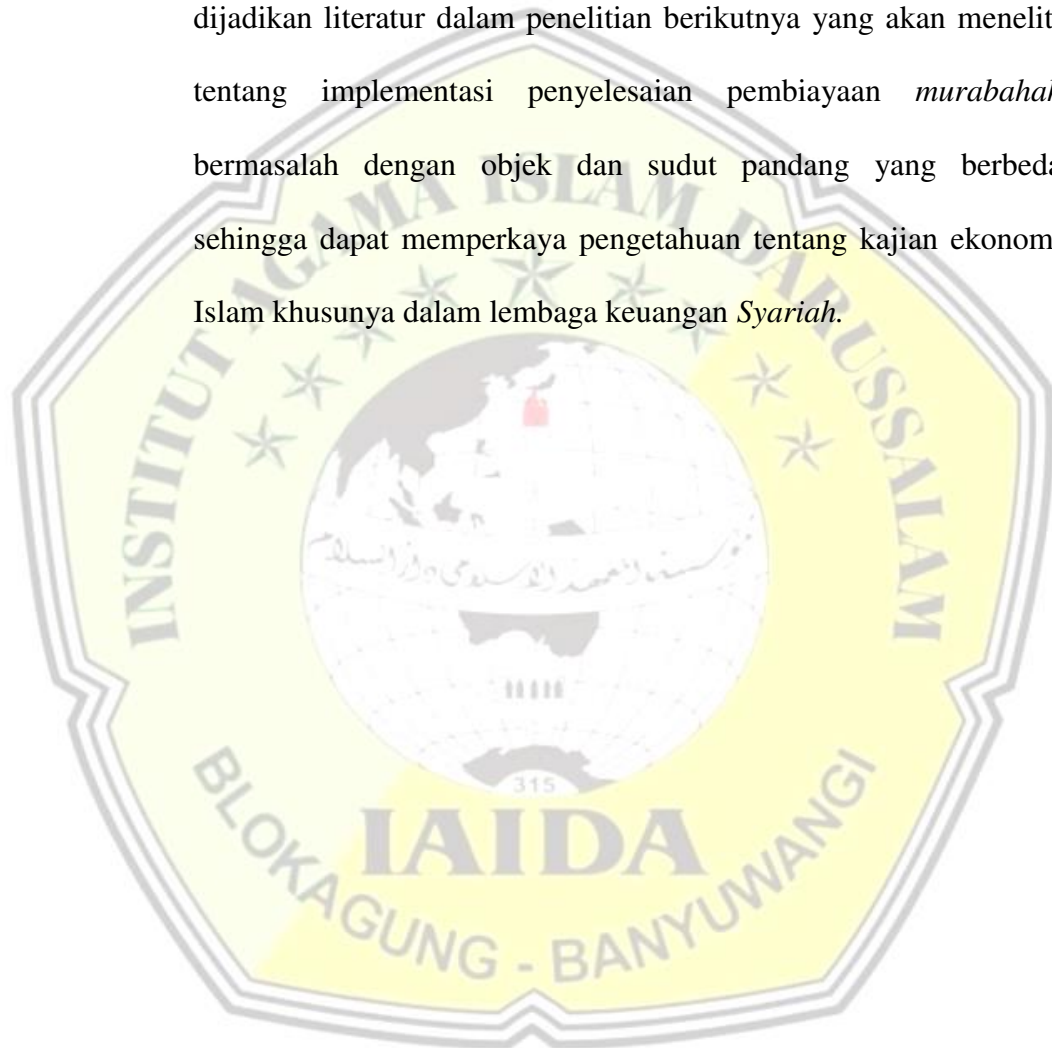 dijadikan literatur dalam penelitian berikutnya yang akan menelit
tentang implementasi penyelesaian pembiayaan murabahah
bermasalah dengan objek dan sudut pandang yang berbeda
sehingga dapat memperkaya pengetahuan tentang kajian ekonom
Islam khusunya dalam lembaga keuangan Syariah.
INSTITUT AGAMA ISLAM DARUSSALAM
315
IAIDA
BLOKAGUNG - BANYUWANGI